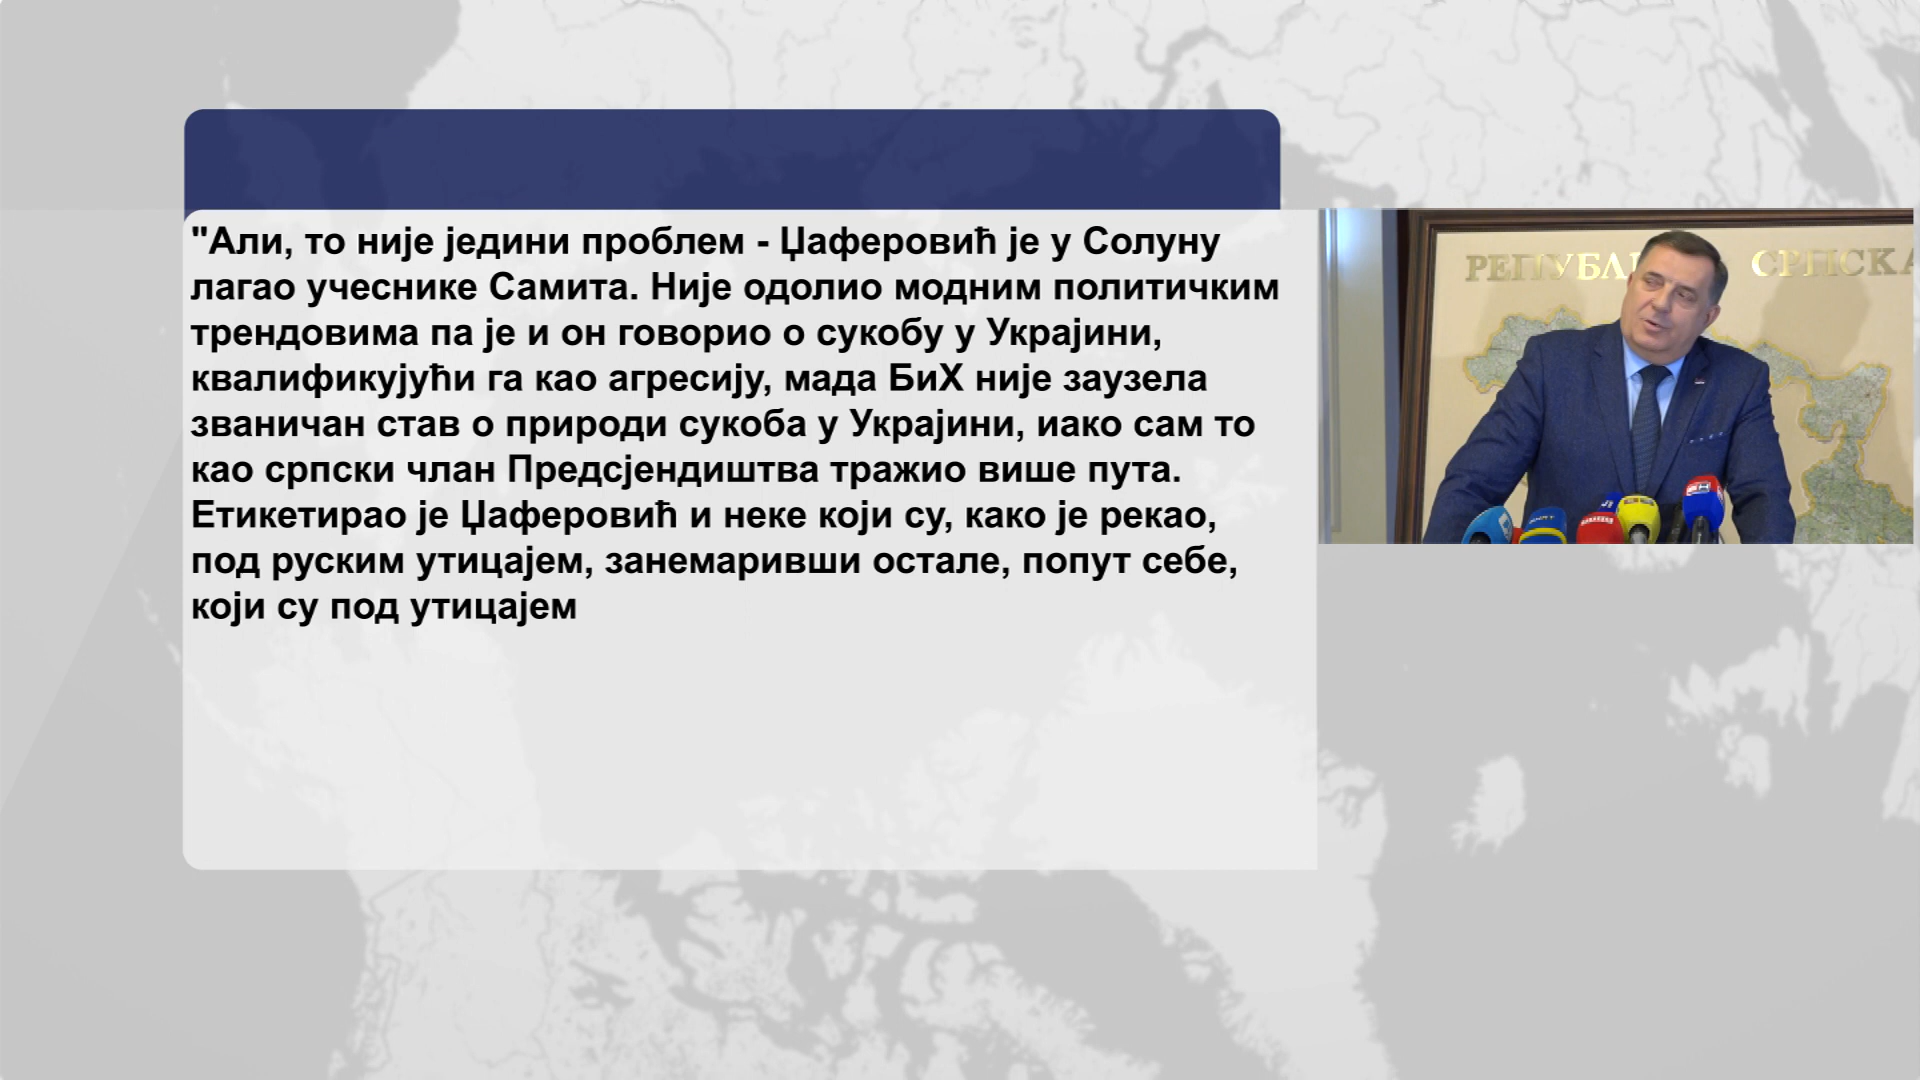 "Али, то није једини проблем - Џаферовић је у Солуну
лагао учеснике Самита. Није одолио модним политичким
трендовима па је и он говорио о сукобу у Украјини,
квалификујући га као агресију, мада БиХ није заузела
званичан став о природи сукоба у Украјини, иако сам то
као српски члан Предсјендиштва тражио више пута.
Етикетирао је Џаферовић и неке који су, како је рекао,
под руским утицајем, занемаривши остале, попут себе,
који су под утицајем
СРПСКА